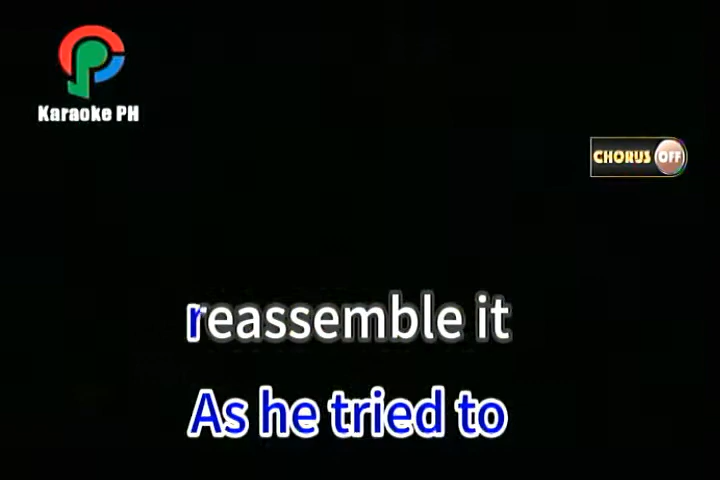 Karaoke PH
CHORUS OFF
reassemble it
As he tried to